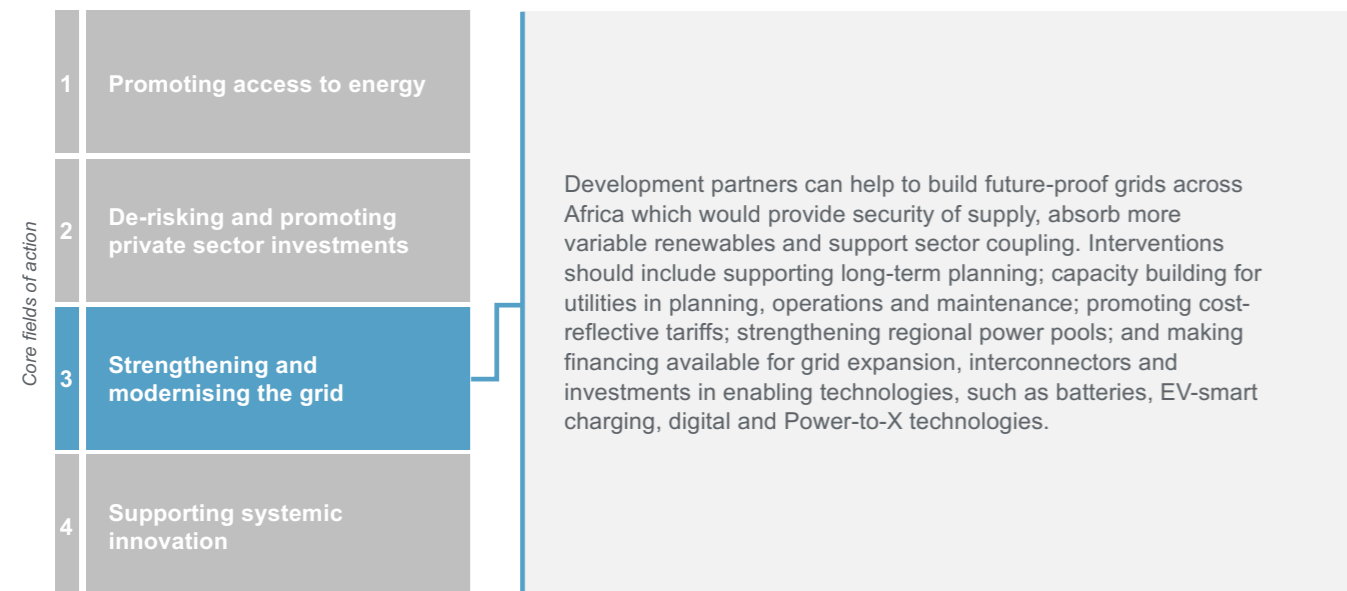 Core fields of action
1
Promoting access to energy
2
De-risking and promoting
private sector investments
3
Strengthening and
modernising the grid
4
Supporting systemic
innovation
Development partners can help to build future-proof grids across
Africa which would provide security of supply, absorb more
variable renewables and support sector coupling. Interventions
should include supporting long-term planning; capacity building for
utilities in planning, operations and maintenance; promoting cost-
reflective tariffs; strengthening regional power pools; and making
financing available for grid expansion, interconnectors and
investments in enabling technologies, such as batteries, EV-smart
charging, digital and Power-to-X technologies.